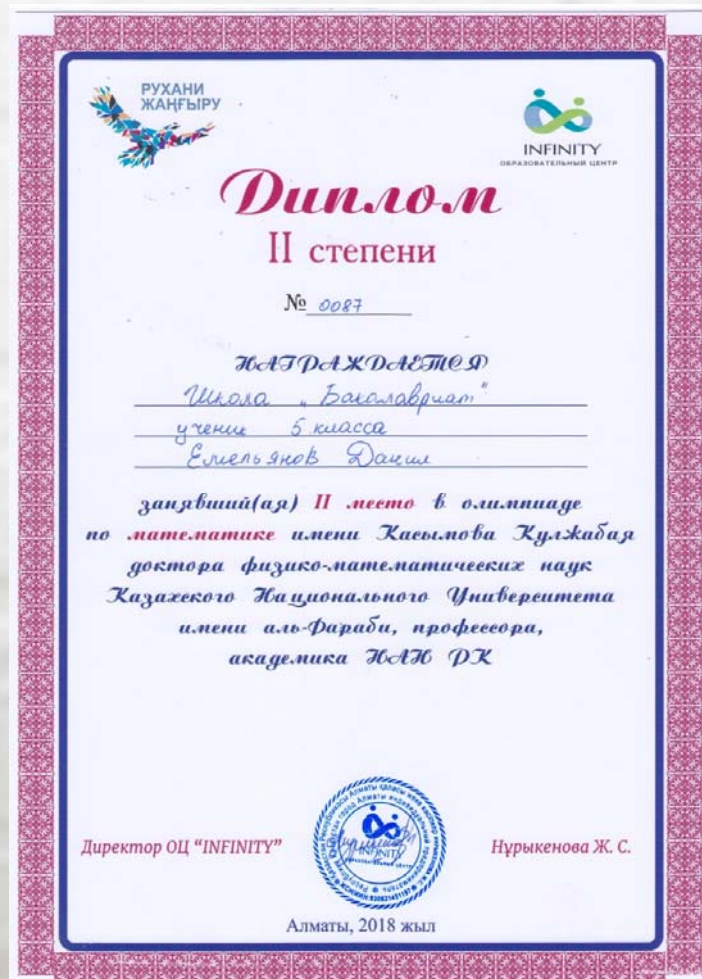 РУХАНИ
ЖАҢҒЫРУ
INFINITY
ОБРАЗОВАТЕЛЬНЫЙ ЦЕНТР
Диплом
II степени
№ 0087
НАГРАЖДАЕТСЯ
Школа "Бакалавриат"
ученик 5 класса
Емельянов Данил
занявший(ая) II место в олимпиаде
по математике имени Касымова Кулжабая
доктора физико-математических наук
Казахского Национального Университета
имени аль-Фараби, профессора,
академика НАН РК
Директор ОЦ "INFINITY"
INFINITY
Нұрыкенова Ж. С.
Алматы, 2018 жыл